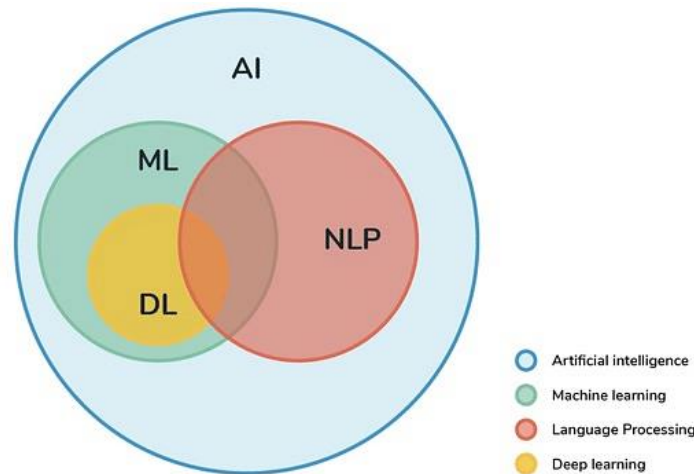 AI
ML
NLP
DL
Artificial intelligence
Machine learning
Language Processing
Deep learning